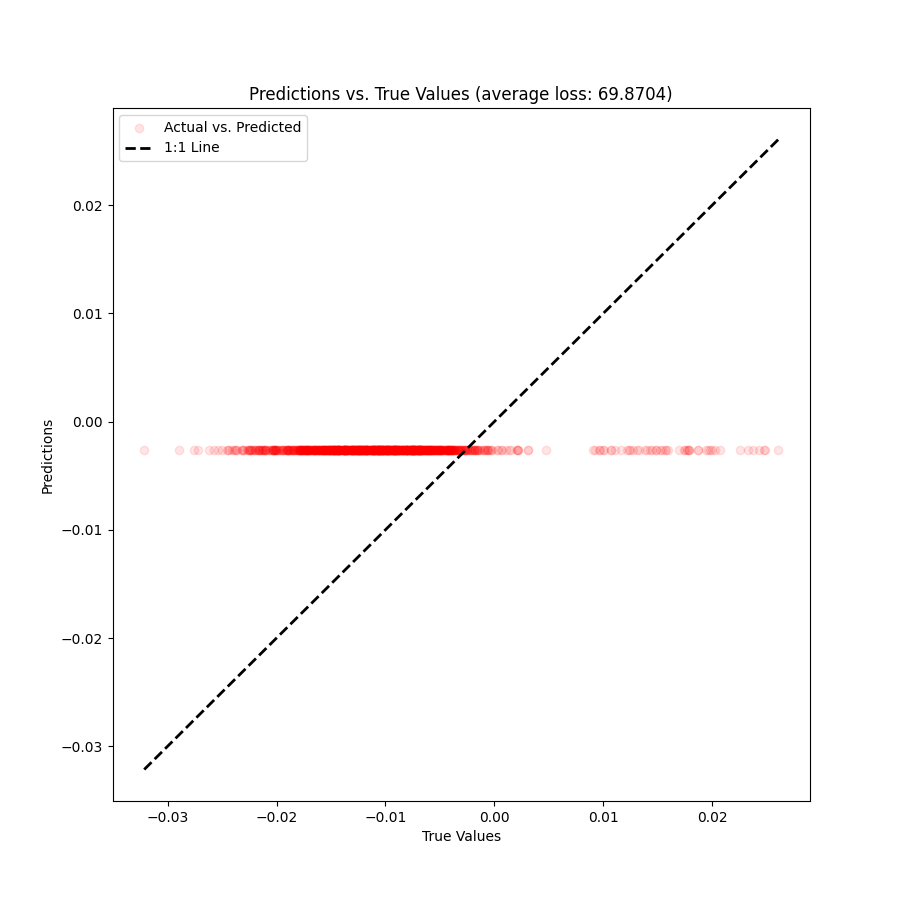 Predictions vs. True Values (average loss: 69.8704)
Actual vs. Predicted
1:1 Line
0.02
0.01
0.00
−0.01
−0.02
−0.03
Predictions
−0.03 −0.02 −0.01 0.00 0.01 0.02
True Values